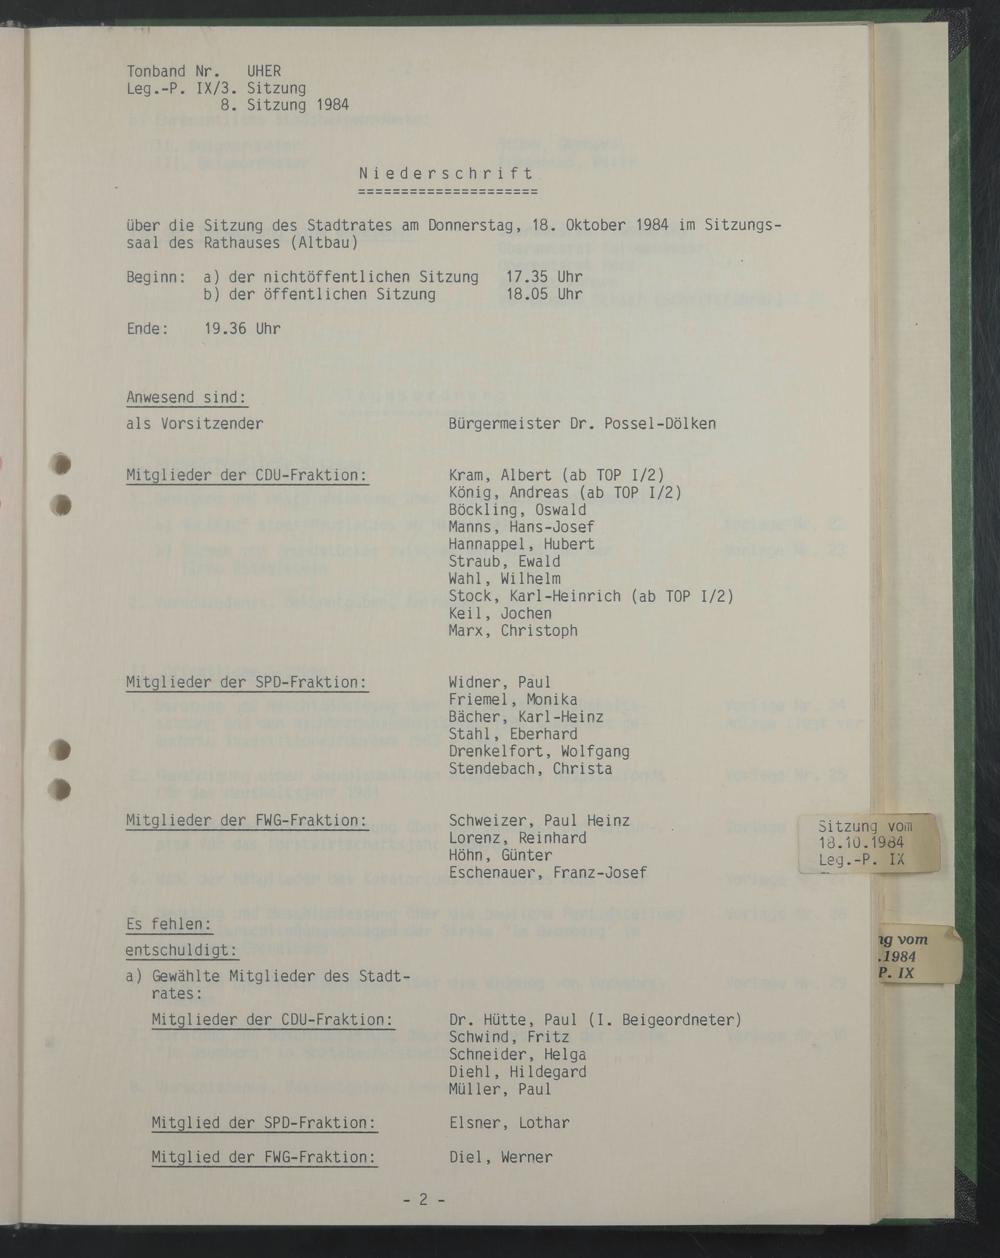 Tonband Nr. UHER
Leg.-P. IX/3. Sitzung
8. Sitzung 1984
Niederschrift
=====================
über die Sitzung des Stadtrates am Donnerstag, 18. Oktober 1984 im Sitzungs-
saal des Rathauses (Altbau)
Beginn: a) der nichtöffentlichen Sitzung 17.35 Uhr
b) der öffentlichen Sitzung 18.05 Uhr
Ende: 19.36 Uhr
Anwesend sind:
als Vorsitzender Bürgermeister Dr. Possel-Dölken
Mitglieder der CDU-Fraktion: Kram, Albert (ab TOP I/2)
König, Andreas (ab TOP I/2)
Böckling, Oswald
Manns, Hans-Josef
Hannappel, Hubert
Straub, Ewald
Wahl, Wilhelm
Stock, Karl-Heinrich (ab TOP I/2)
Keil, Jochen
Marx, Christoph
Mitglieder der SPD-Fraktion: Widner, Paul
Friemel, Monika
Bächer, Karl-Heinz
Stahl, Eberhard
Drenkelfort, Wolfgang
Stendebach, Christa
Mitglieder der FWG-Fraktion: Schweizer, Paul Heinz
Lorenz, Reinhard
Höhn, Günter
Eschenauer, Franz-Josef
Sitzung vom
18.10.1984
Leg.-P. IX
Es fehlen:
entschuldigt:
a) Gewählte Mitglieder des Stadt-
rates:
Mitglieder der CDU-Fraktion: Dr. Hütte, Paul (I. Beigeordneter)
Schwind, Fritz
Schneider, Helga
Diehl, Hildegard
Müller, Paul
Mitglied der SPD-Fraktion: Elsner, Lothar
Mitglied der FWG-Fraktion: Diel, Werner
- 2 -
ng vom
.1984
P. IX